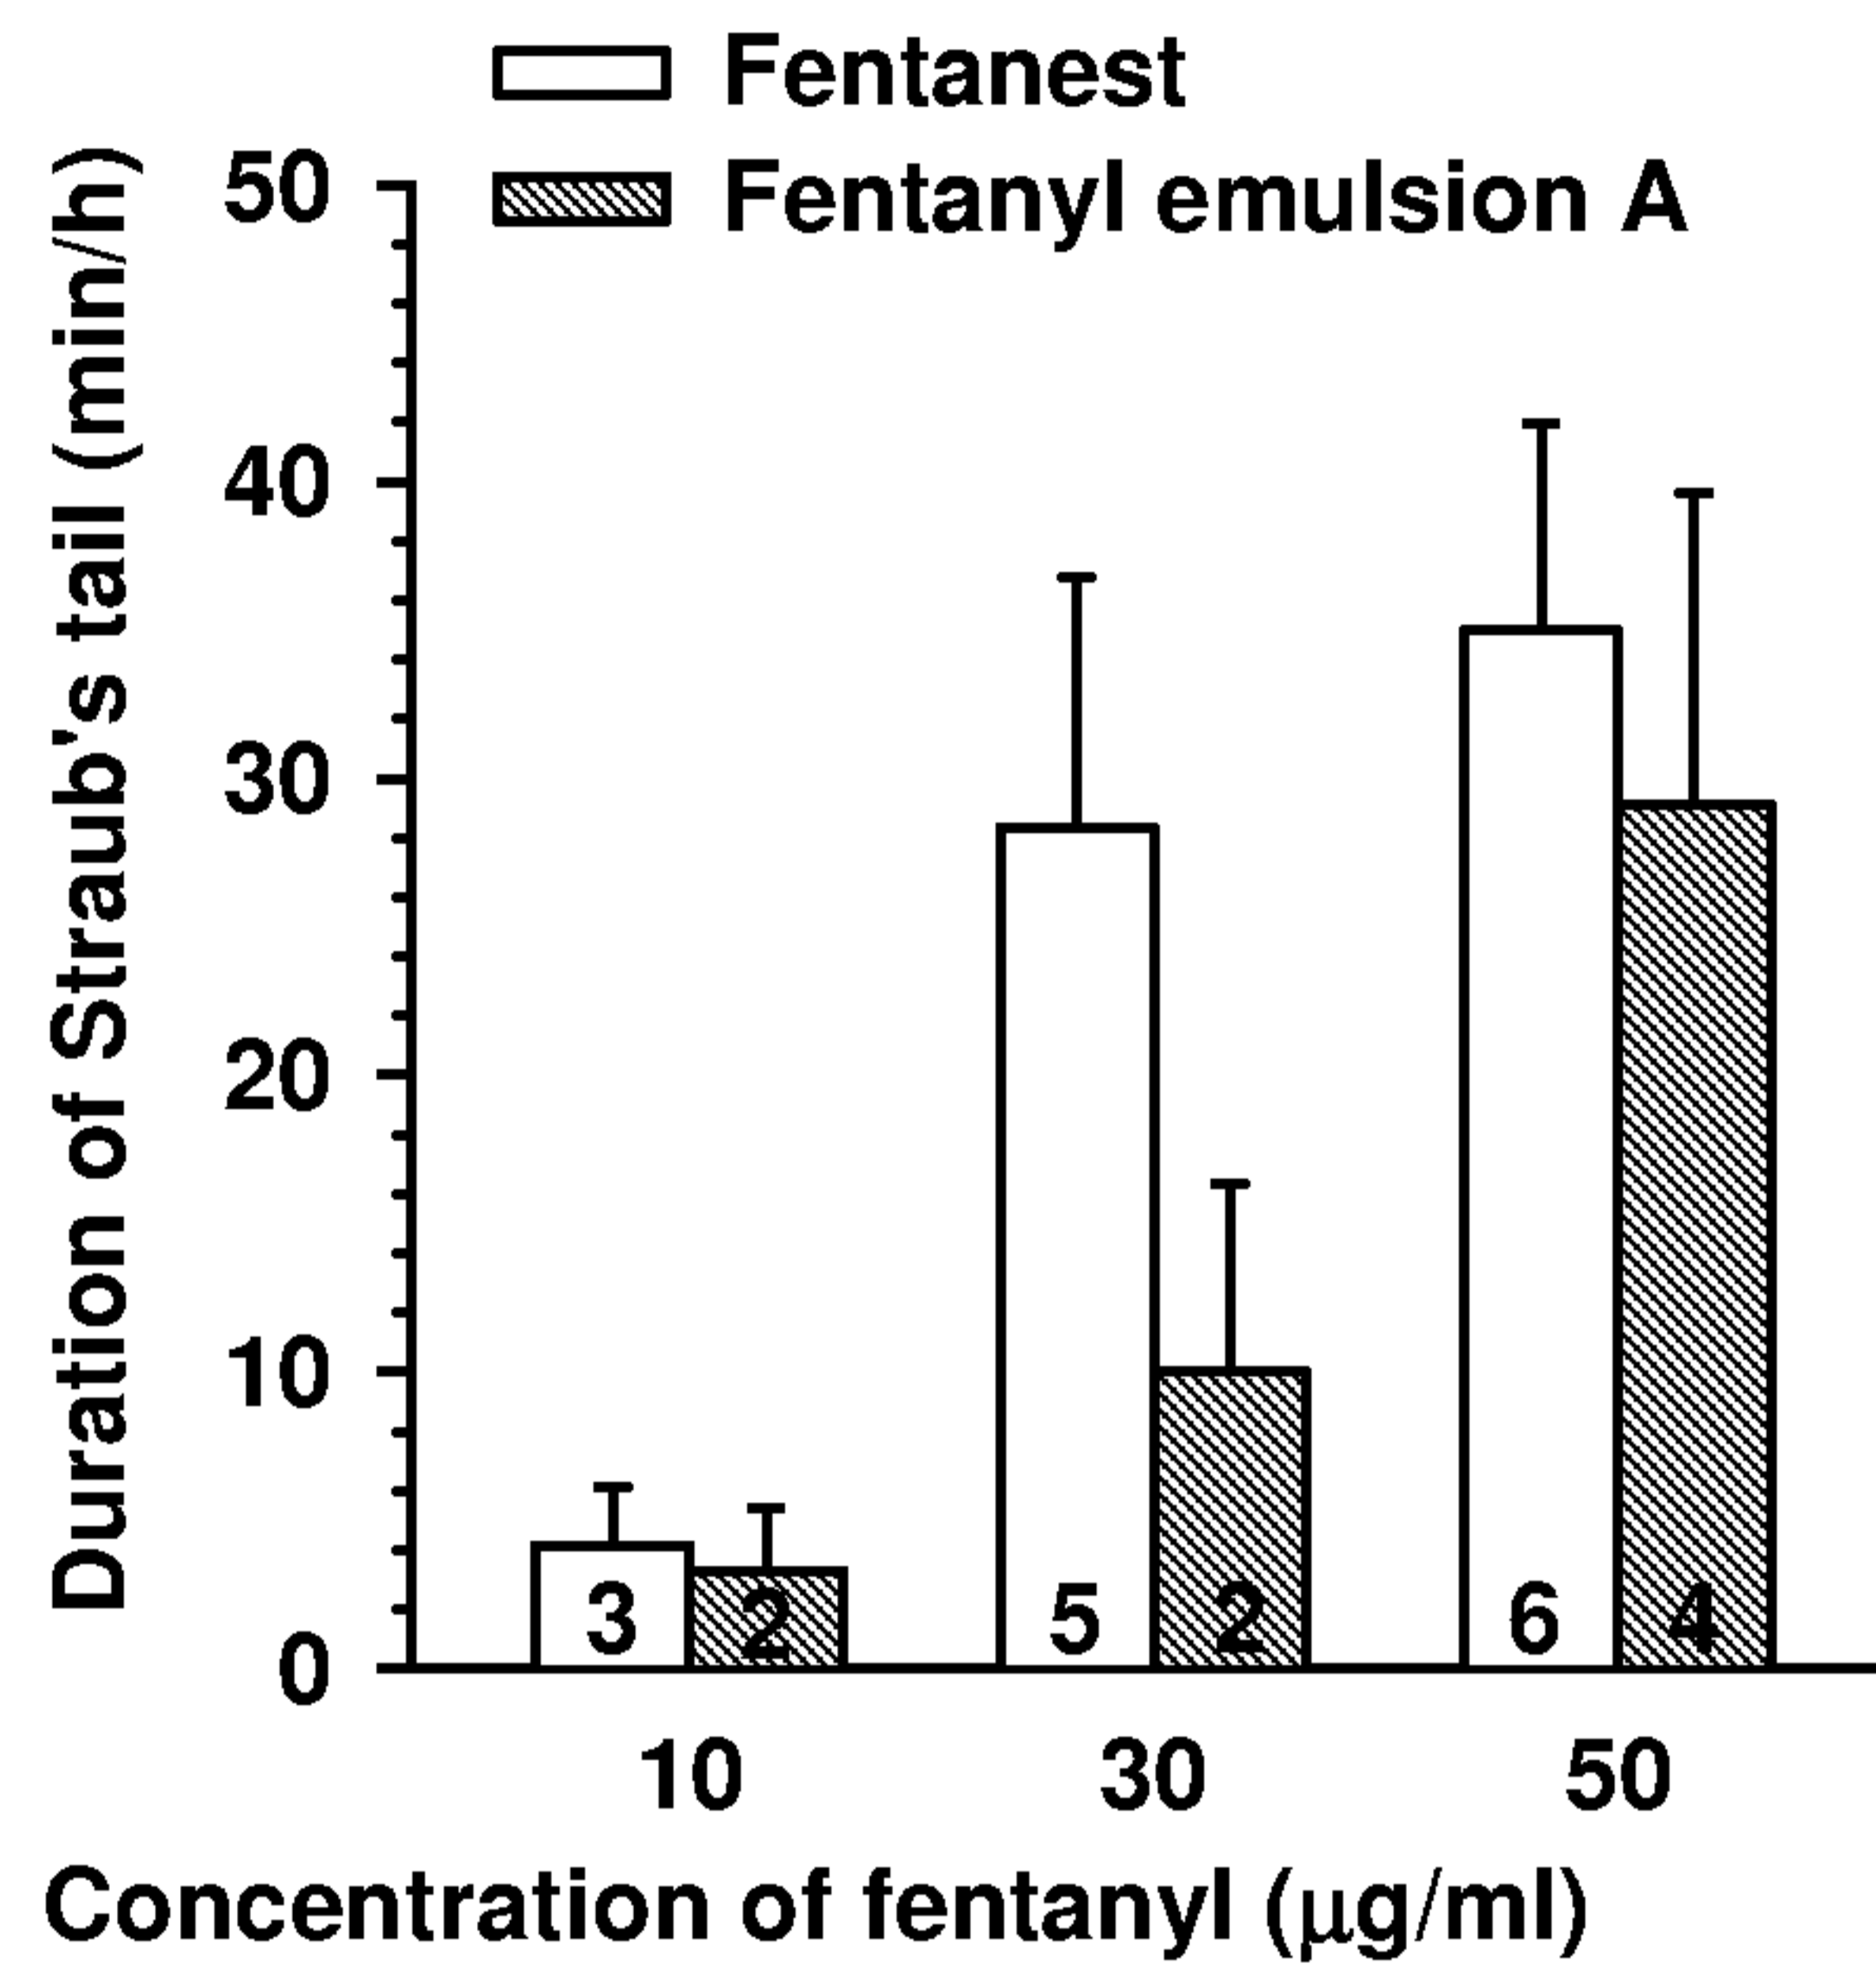 Fentanest
Fentanyl emulsion A
Duration of Straub's tail (min/h)
50
40
30
20
10
0
3 2 5 2 6 4
10 30 50
Concentration of fentanyl (μg/ml)